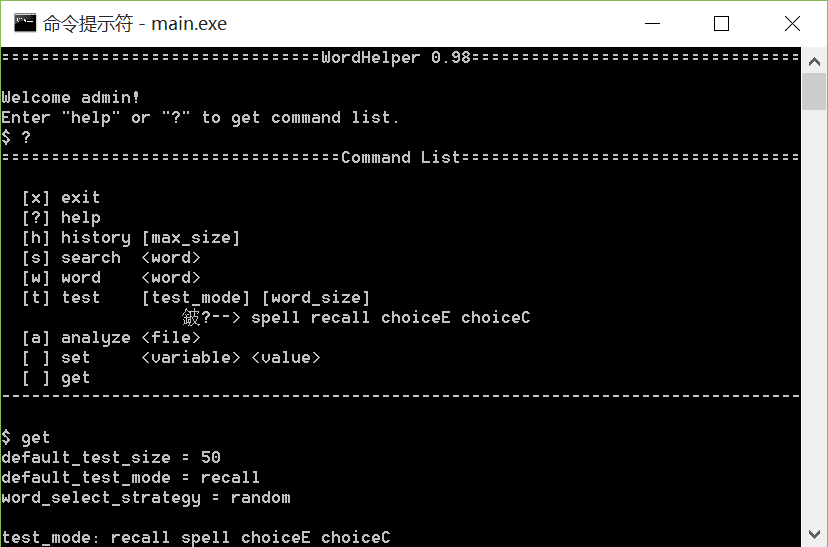 命令提示符 - main.exe
================================WordHelper 0.98=================================
Welcome admin!
Enter "help" or "?" to get command list.
$ ?
----------------------------------Command List----------------------------------
[x] exit
[?] help
[h] history [max_size]
[s] search <word>
[w] word <word>
[t] test [test_mode] [word_size]
鈹?--> spell recall choiceE choiceC
[a] analyze <file>
[ ] set <variable> <value>
[ ] get
--------------------------------------------------------------------------------
$ get
default_test_size = 50
default_test_mode = recall
word_select_strategy = random
test_mode: recall spell choiceE choiceC